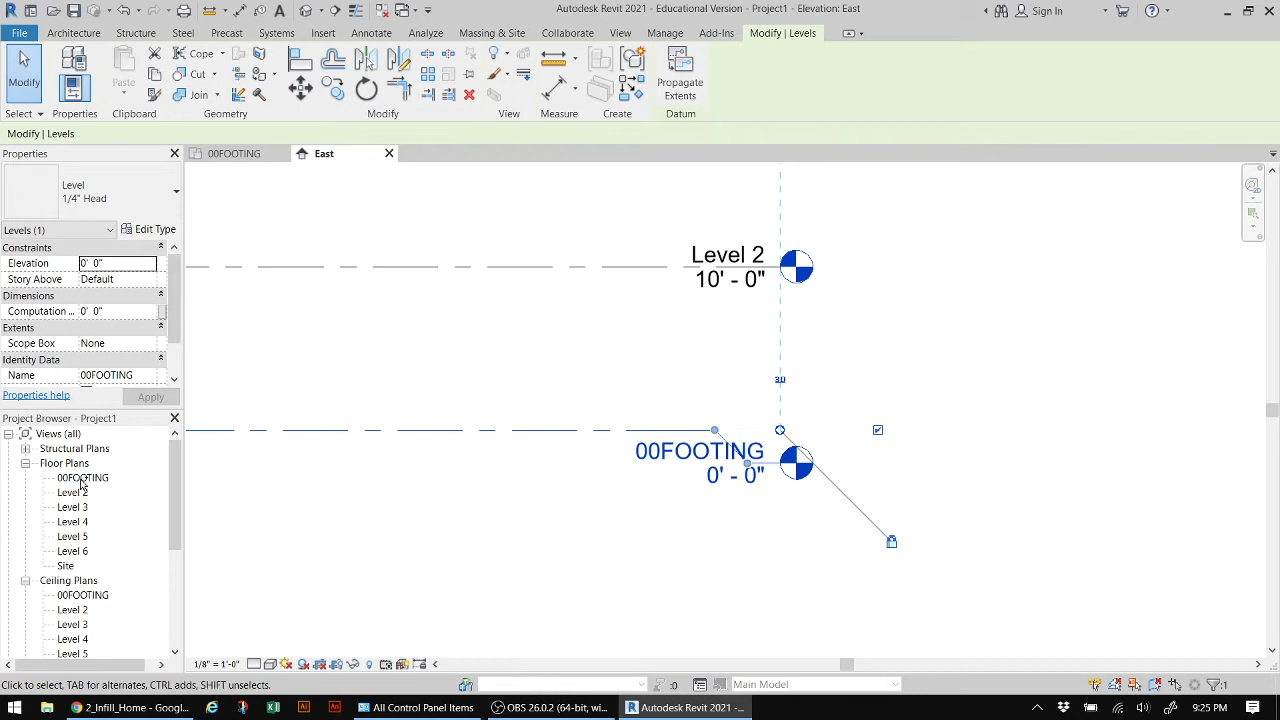 Autodesk Revit 2021 - Educational Version - Project1 - Elevation: East
Sign In
File Architecture Structure Steel Precast Systems Insert Annotate Analyze Massing & Site Collaborate View Manage Add-Ins Modify | Levels
Modify
Paste
Cope
Cut
Join
Propagate
Extents
Select Properties Clipboard Geometry Modify View Measure Create Datum
Modify | Levels
Properties
00FOOTING
East
Level
1/4" Head
Levels (1)
Edit Type
Constraints
Elevation 0' 0"
Story Above Default
Dimensions
Computation ... 0' 0"
Extents
Scope Box None
Identity Data
Name 00FOOTING
Properties help
Apply
Project Browser - Project1
Views (all)
Structural Plans
Floor Plans
00FOOTING
Level 2
Level 3
Level 4
Level 5
Level 6
Site
Ceiling Plans
00FOOTING
Level 2
Level 3
Level 4
Level 5
Level 2
10' - 0"
3D
00FOOTING
0' - 0"
1/8" = 1'-0"
Click to select, TAB for alternates, CTRL adds, SHIFT unselects.
:0
Main Model
:1
2_Infill_Home - Googl...
All Control Panel Items
OBS 26.0.2 (64-bit, wi...
Autodesk Revit 2021 -...
9:25 PM